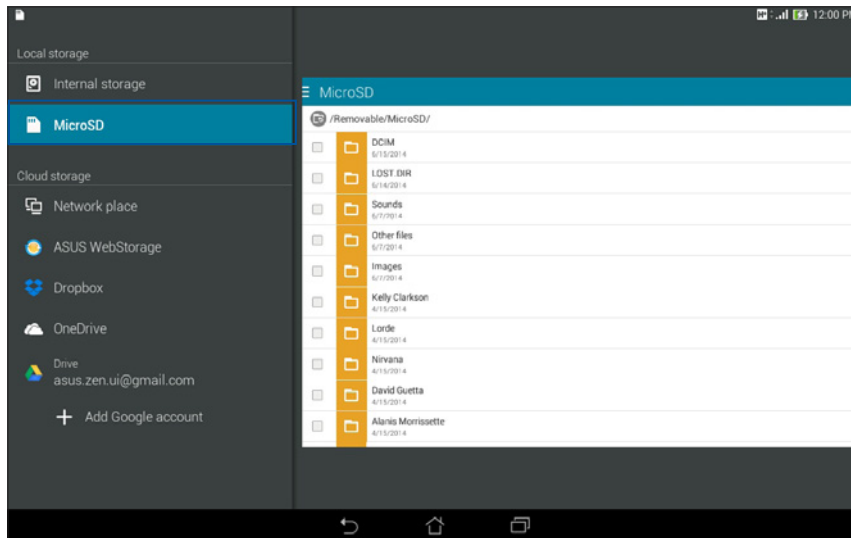 12:00 PM
Local storage
Internal storage
MicroSD
Cloud storage
Network place
ASUS WebStorage
Dropbox
OneDrive
Drive
asus.zen.ui@gmail.com
Add Google account
MicroSD
/Removable/MicroSD/
DCIM
6/15/2014
LOST.DIR
6/14/2014
Sounds
6/7/2014
Other files
6/7/2014
Images
6/7/2014
Kelly Clarkson
4/15/2014
Lorde
4/15/2014
Nirvana
4/15/2014
David Guetta
4/15/2014
Alanis Morrissette
4/15/2014